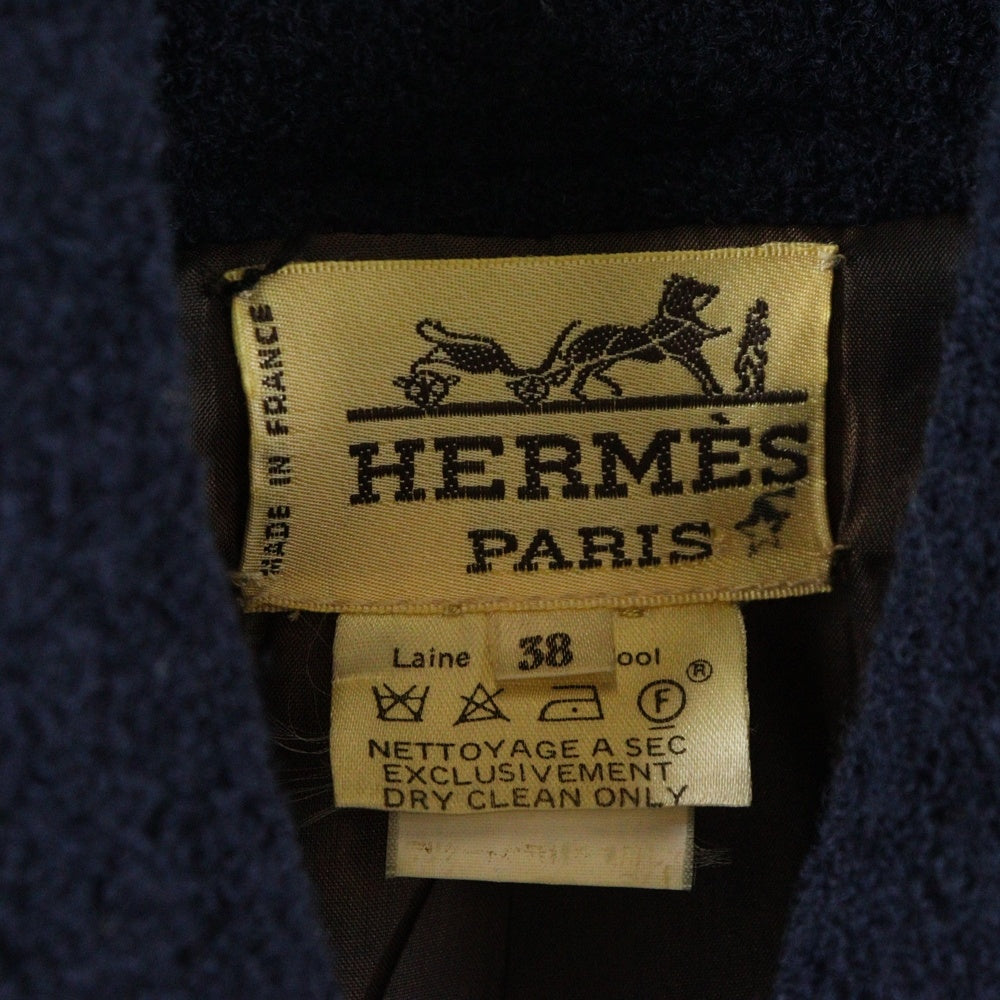 MADE IN FRANCE
HERMÈS
PARIS
Laine 38 ool
F ®
NETTOYAGE A SEC
EXCLUSIVEMENT
DRY CLEAN ONLY